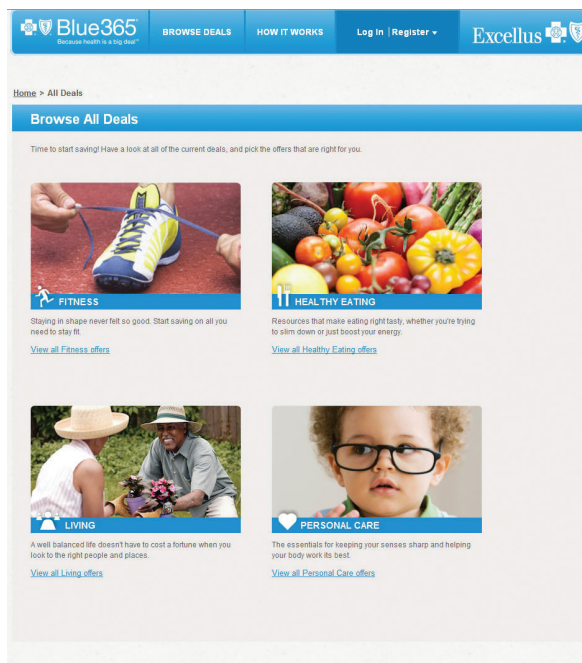 Blue365
Because health is a big deal™
BROWSE DEALS
HOW IT WORKS
Log In | Register
Excellus
Home > All Deals
Browse All Deals
Time to start saving! Have a look at all of the current deals, and pick the offers that are right for you.
FITNESS
Staying in shape never felt so good. Start saving on all you
need to stay fit.
View all Fitness offers
HEALTHY EATING
Resources that make eating right tasty, whether you're trying
to slim down or just boost your energy.
View all Healthy Eating offers
LIVING
A well balanced life doesn't have to cost a fortune when you
look to the right people and places.
View all Living offers
PERSONAL CARE
The essentials for keeping your senses sharp and helping
your body work its best.
View all Personal Care offers